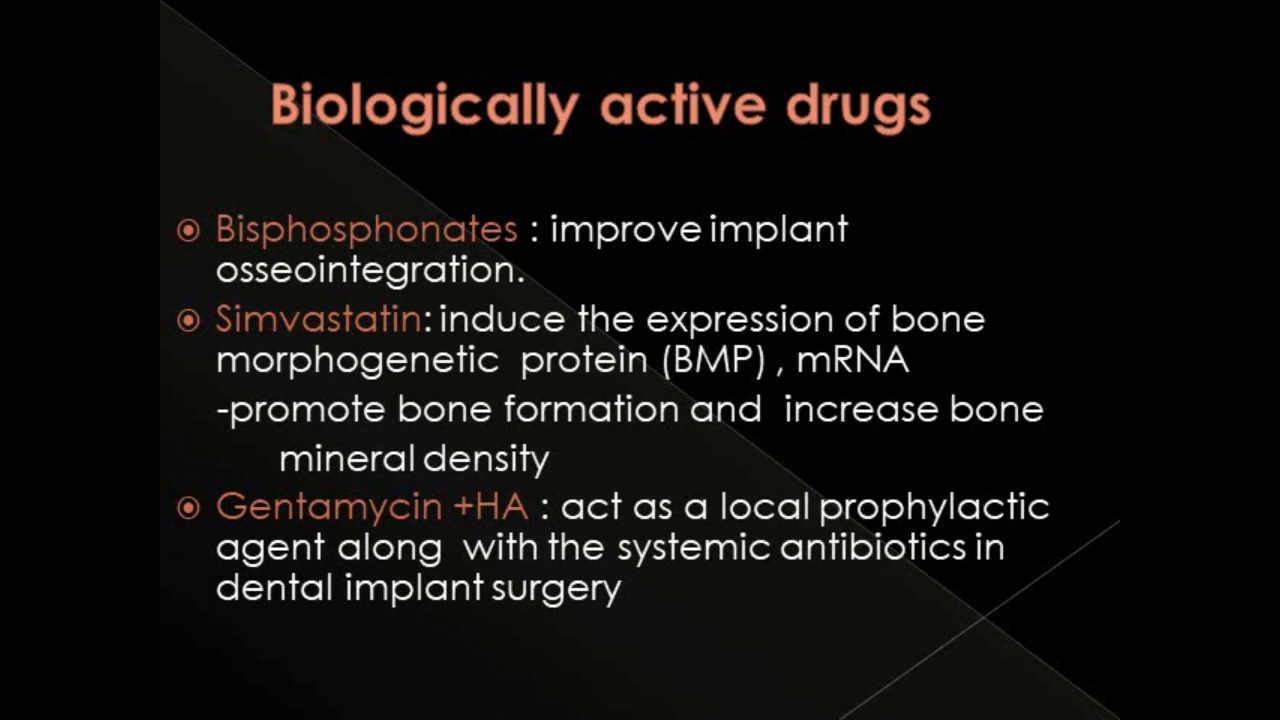 Biologically active drugs
Bisphosphonates : improve implant
osseointegration.
Simvastatin: induce the expression of bone
morphogenetic protein (BMP) , mRNA
-promote bone formation and increase bone
mineral density
Gentamycin +HA : act as a local prophylactic
agent along with the systemic antibiotics in
dental implant surgery